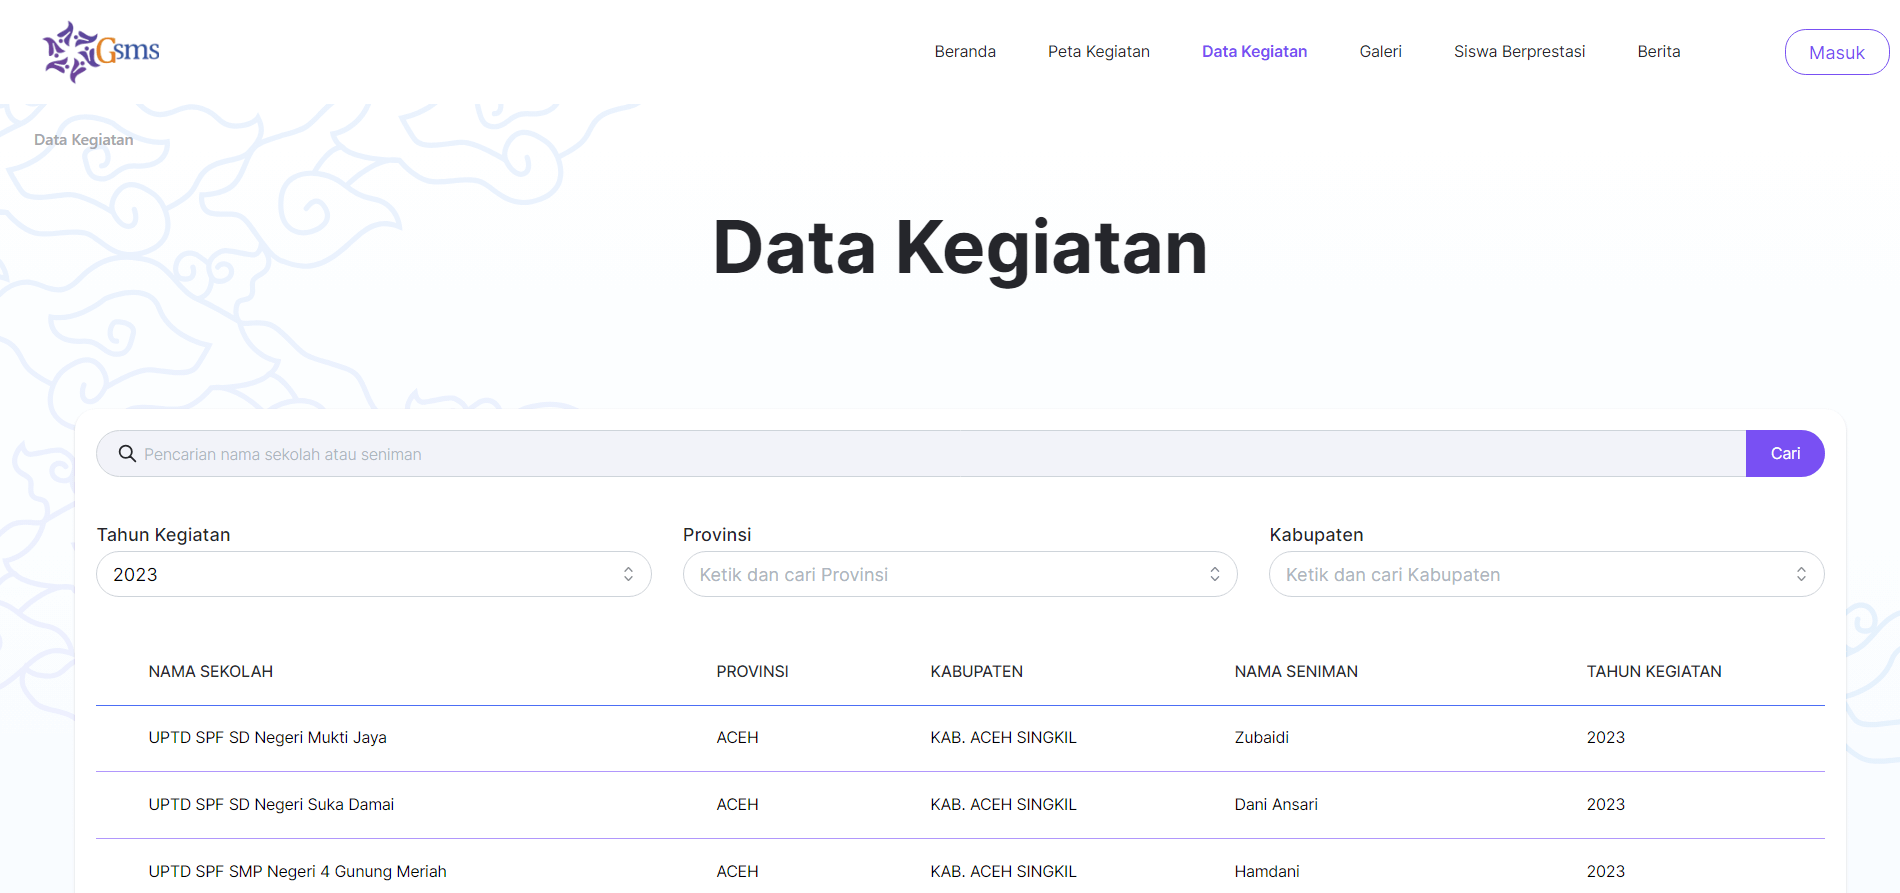 Gsms
Beranda Peta Kegiatan Data Kegiatan Galeri Siswa Berprestasi Berita Masuk
Data Kegiatan
Data Kegiatan
Pencarian nama sekolah atau seniman Cari
Tahun Kegiatan Provinsi Kabupaten
2023 Ketik dan cari Provinsi Ketik dan cari Kabupaten
NAMA SEKOLAH PROVINSI KABUPATEN NAMA SENIMAN TAHUN KEGIATAN
UPTD SPF SD Negeri Mukti Jaya ACEH KAB. ACEH SINGKIL Zubaidi 2023
UPTD SPF SD Negeri Suka Damai ACEH KAB. ACEH SINGKIL Dani Ansari 2023
UPTD SPF SMP Negeri 4 Gunung Meriah ACEH KAB. ACEH SINGKIL Hamdani 2023